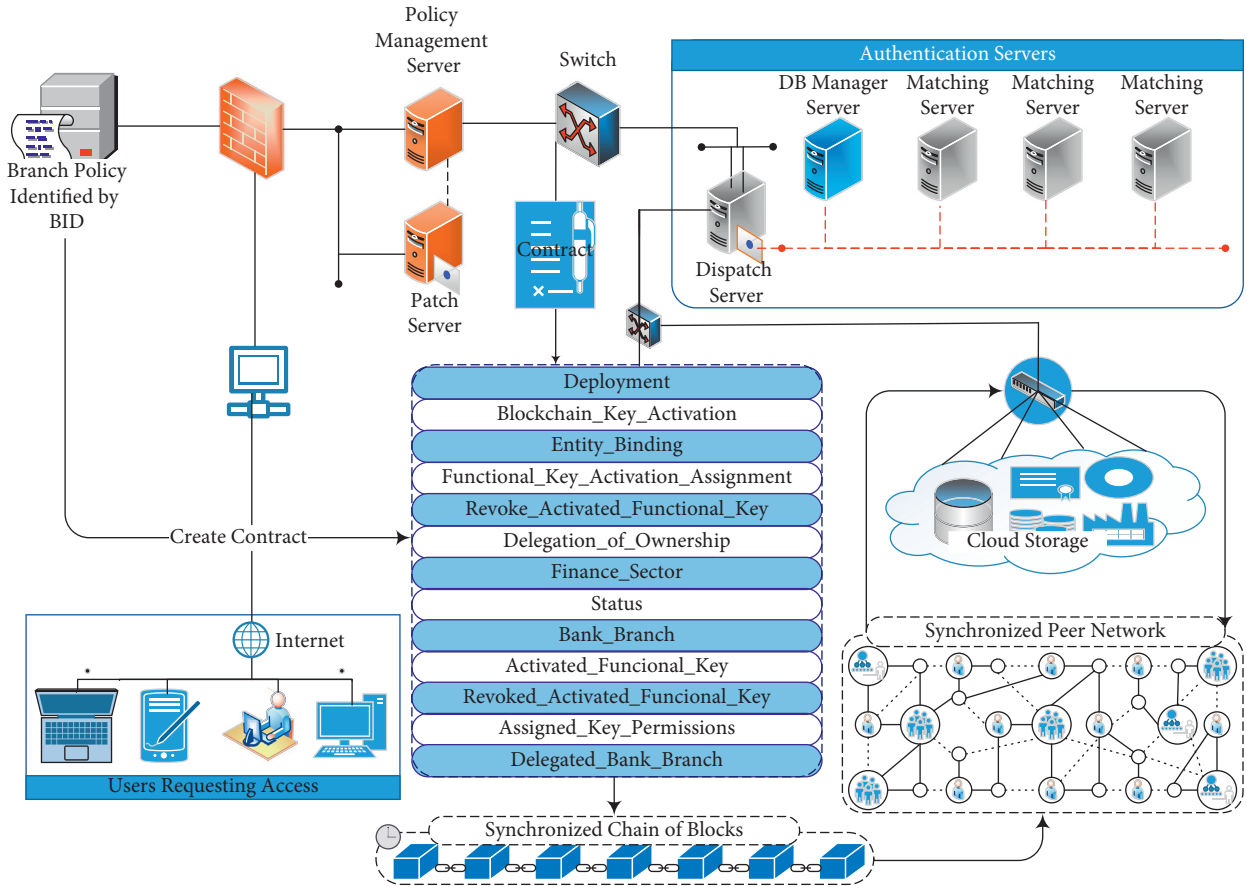 Policy
Management
Server
Switch
Authentication Servers
DB Manager
Server
Matching
Server
Matching
Server
Matching
Server
Branch Policy
Identified by
BID
Contract
Patch
Server
Dispatch
Server
Deployment
Blockchain_Key_Activation
Entity_Binding
Functional_Key_Activation_Assignment
Revoke_Activated_Functional_Key
Create Contract
Delegation_of_Ownership
Finance_Sector
Status
Bank_Branch
Activated_Funcional_Key
Revoked_Activated_Funcional_Key
Assigned_Key_Permissions
Delegated_Bank_Branch
Cloud Storage
Internet
Users Requesting Access
Synchronized Peer Network
Synchronized Chain of Blocks